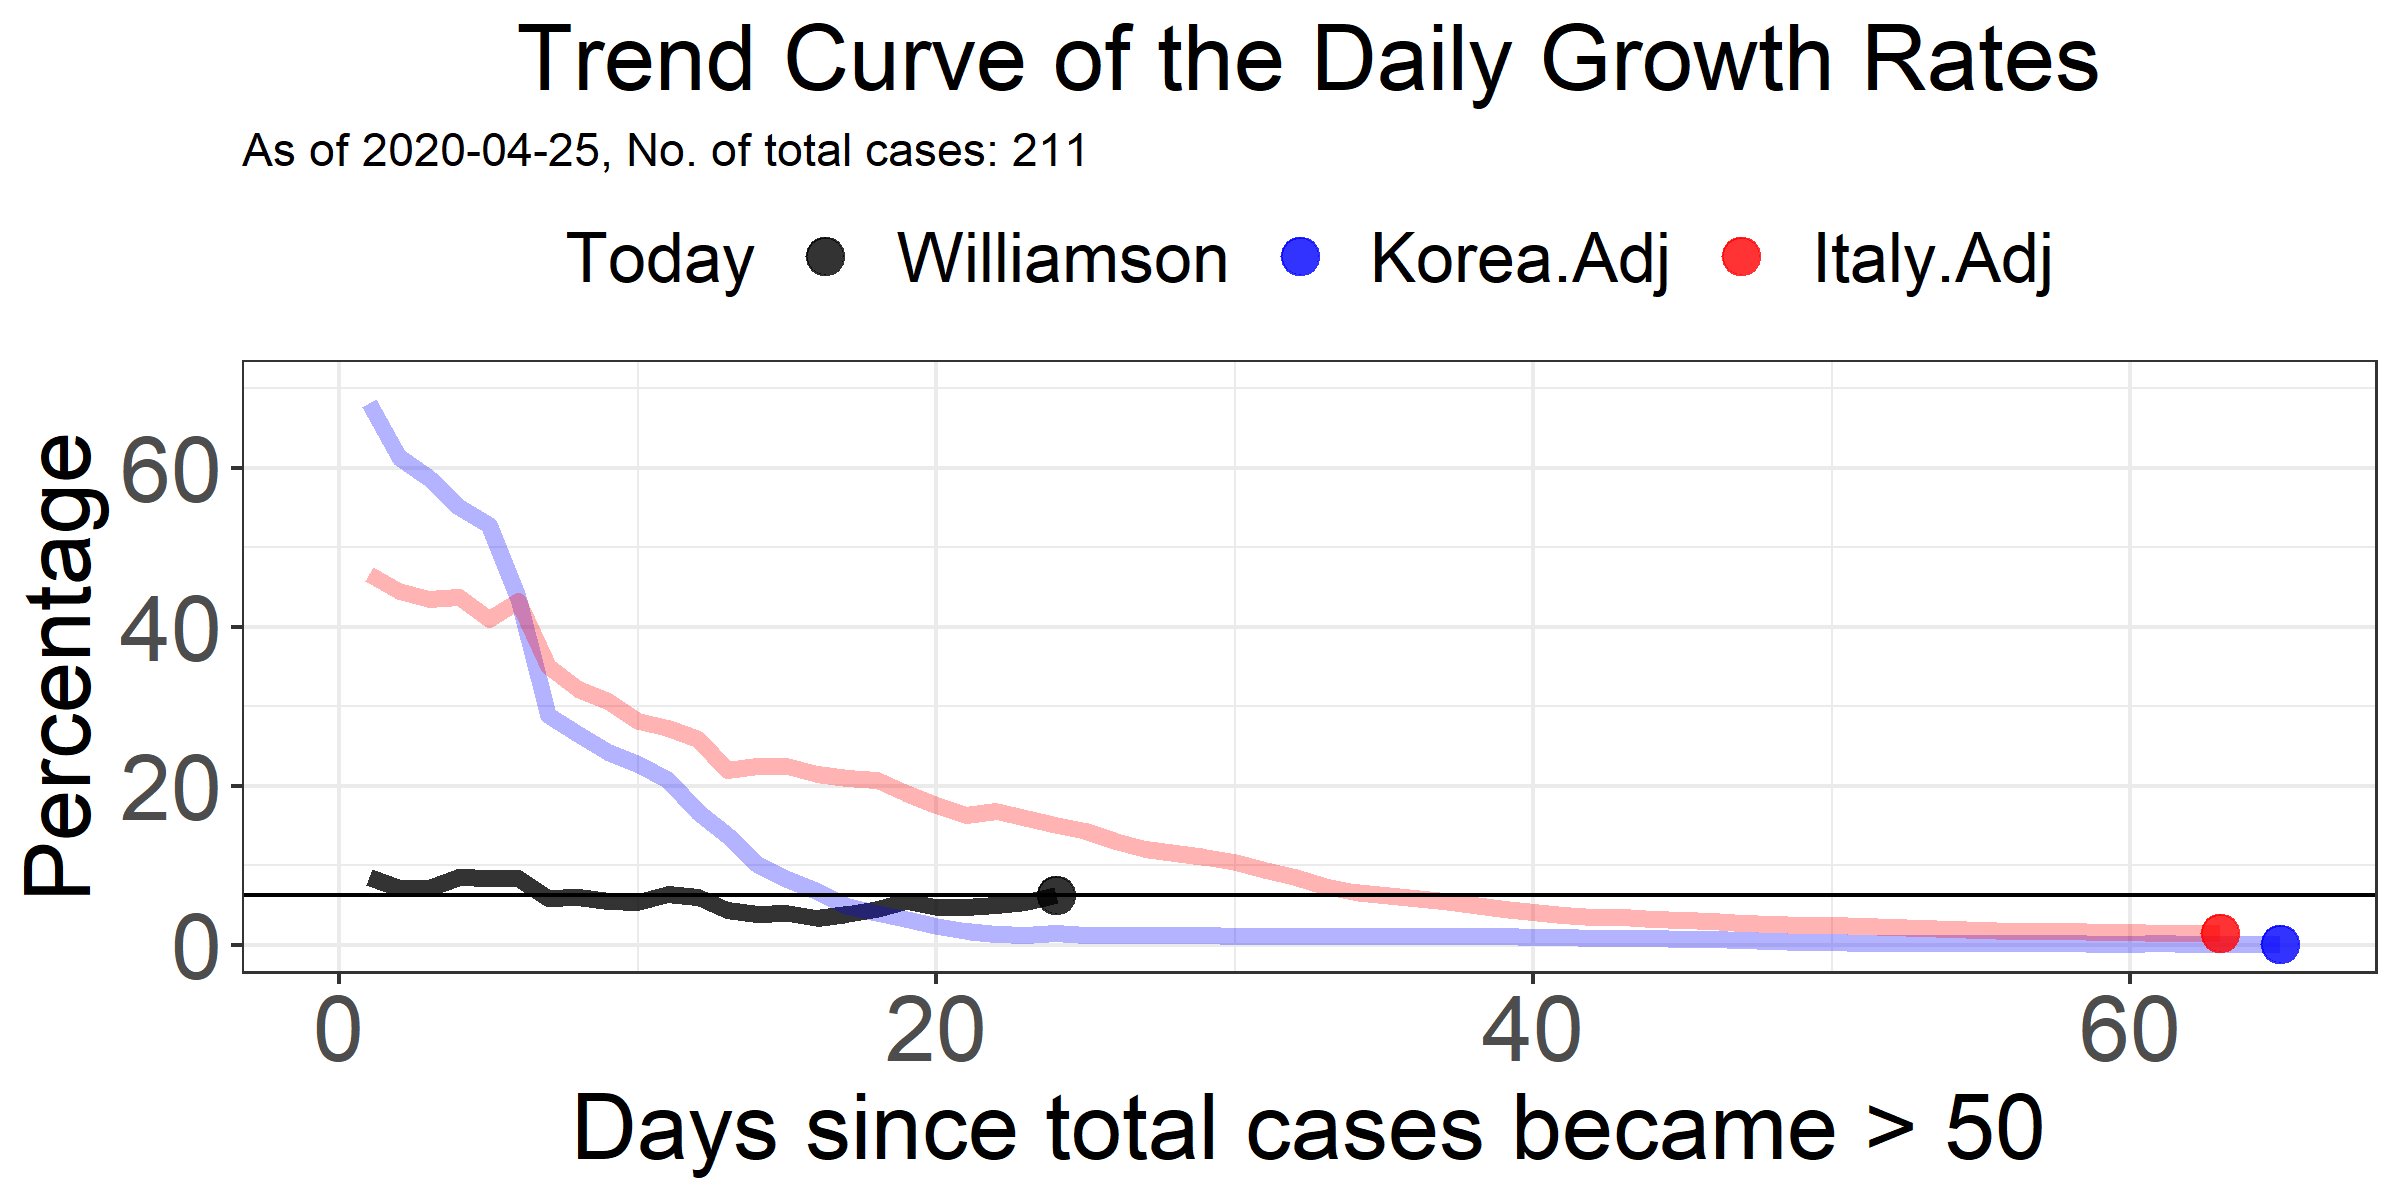 Trend Curve of the Daily Growth Rates
As of 2020-04-25, No. of total cases: 211
Today Williamson Korea.Adj Italy.Adj
Percentage
60
40
20
0
0 20 40 60
Days since total cases became > 50